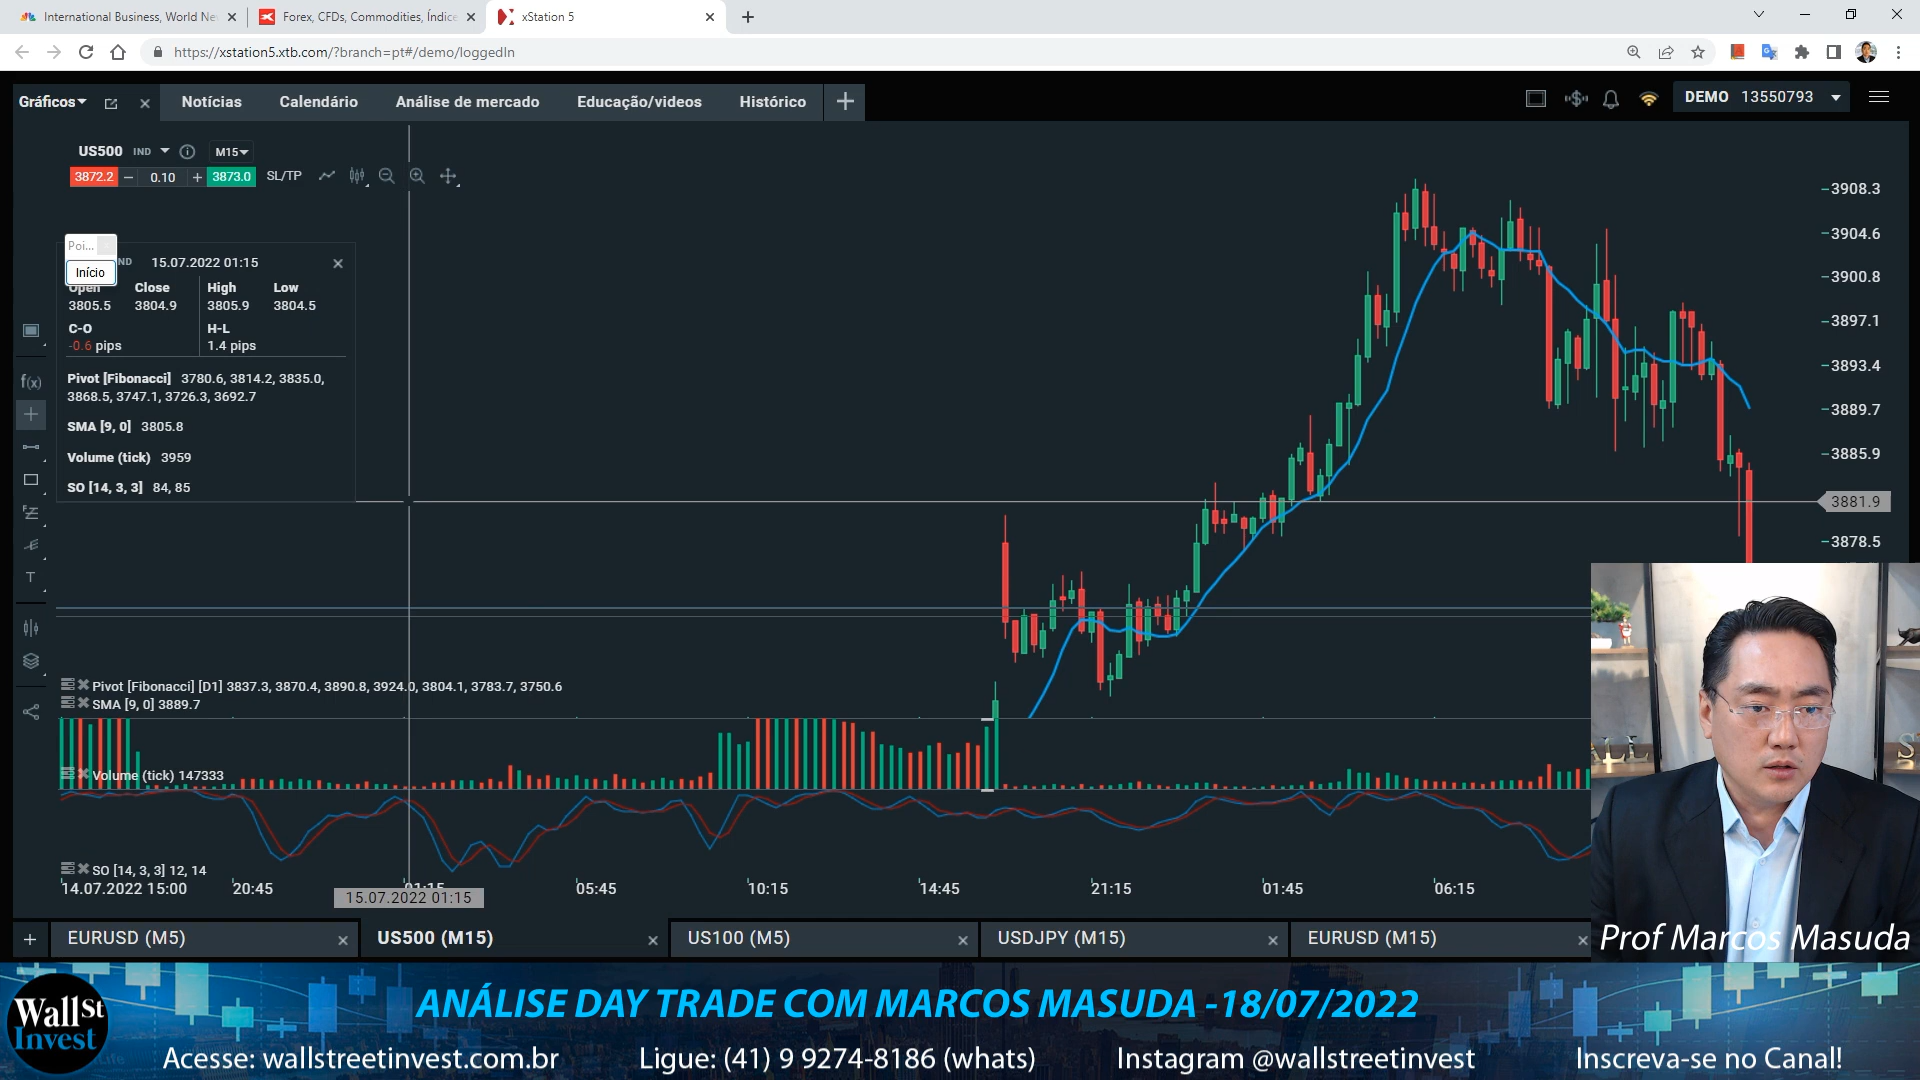 International Business, World Ne
Forex, CFDs, Commodities, Índice
xStation 5
https://xstation5.xtb.com/?branch=pt#/demo/loggedIn
Gráficos
Notícias
Calendário
Análise de mercado
Educação/videos
Histórico
DEMO 13550793
US500 IND
M15
3872.2
0.10
3873.0
SL/TP
3908.3
3904.6
3900.8
3897.1
3893.4
3889.7
3885.9
3881.9
3878.5
Poi...
Início
ND 15.07.2022 01:15
Open Close High Low
3805.5 3804.9 3805.9 3804.5
C-O H-L
-0.6 pips 1.4 pips
Pivot [Fibonacci] 3780.6, 3814.2, 3835.0,
3868.5, 3747.1, 3726.3, 3692.7
SMA [9, 0] 3805.8
Volume (tick) 3959
SO [14, 3, 3] 84, 85
f(x)
T
Pivot [Fibonacci] [D1] 3837.3, 3870.4, 3890.8, 3924.0, 3804.1, 3783.7, 3750.6
SMA [9, 0] 3889.7
Volume (tick) 147333
SO [14, 3, 3] 12, 14
14.07.2022 15:00 20:45 01:15 05:45 10:15 14:45 21:15 01:45 06:15
15.07.2022 01:15
EURUSD (M5)
US500 (M15)
US100 (M5)
USDJPY (M15)
EURUSD (M15)
Prof Marcos Masuda
Wall St
Invest
ANÁLISE DAY TRADE COM MARCOS MASUDA -18/07/2022
Acesse: wallstreetinvest.com.br
Ligue: (41) 9 9274-8186 (whats)
Instagram @wallstreetinvest
Inscreva-se no Canal!